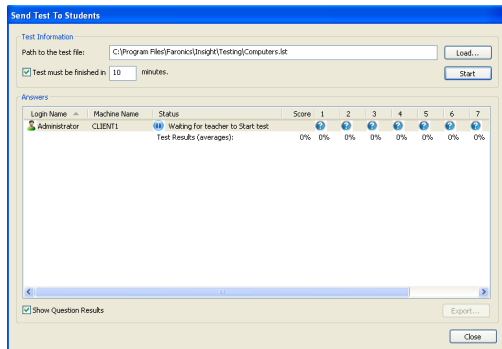 Send Test To Students
Test Information
Path to the test file: C:\Program Files\Faronics\Insight\Testing\Computers.lst Load...
Test must be finished in 10 minutes. Start
Answers
Login Name Machine Name Status Score 1 2 3 4 5 6 7
Administrator CLIENT1 Waiting for teacher to Start test ? ? ? ? ? ? ?
Test Results (averages): 0% 0% 0% 0% 0% 0% 0% 0%
Show Question Results Export...
Close